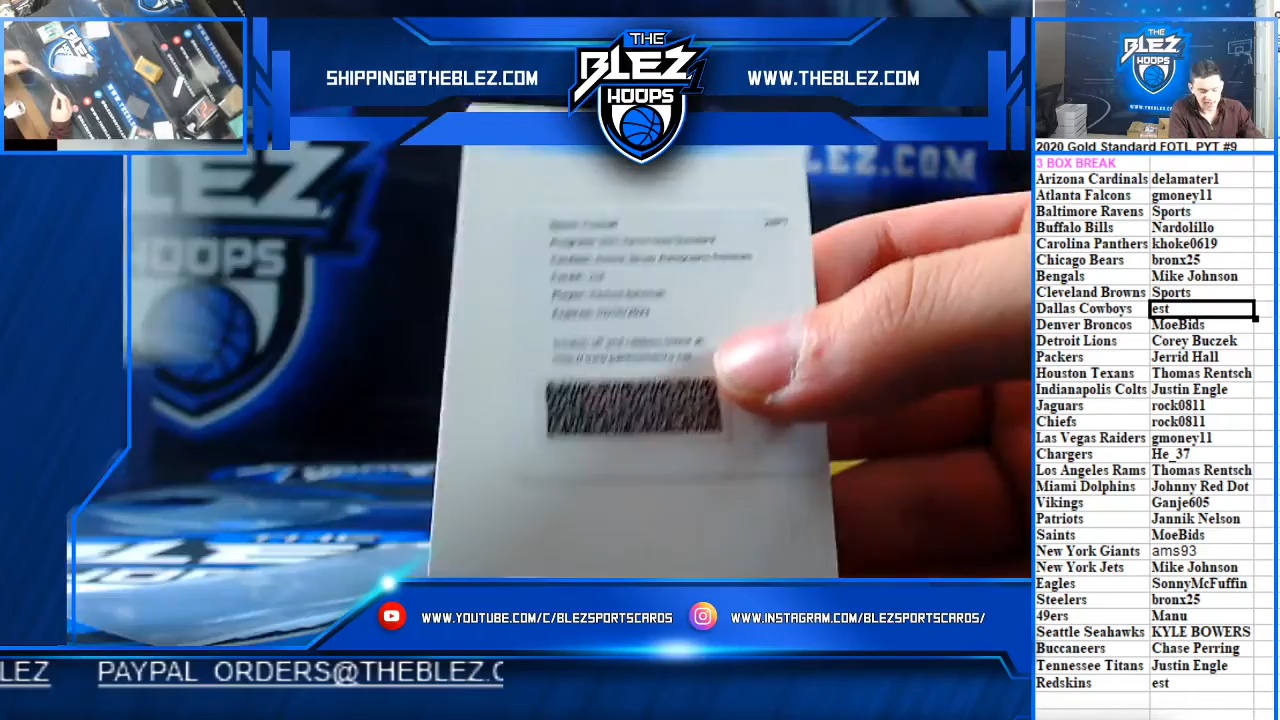 THE
BLEZ
HOOPS
SHIPPING@THEBLEZ.COM
WWW.THEBLEZ.COM
THE
BLEZ
HOOPS
2020 Gold Standard FOTL PYT #9
3 BOX BREAK
Arizona Cardinals delamater1
Atlanta Falcons gmoney11
Baltimore Ravens Sports
Buffalo Bills Nardolillo
Carolina Panthers khoke0619
Chicago Bears bronx25
Bengals Mike Johnson
Cleveland Browns Sports
Dallas Cowboys est
Denver Broncos MoeBids
Detroit Lions Corey Buczek
Packers Jerrid Hall
Houston Texans Thomas Rentsch
Indianapolis Colts Justin Engle
Jaguars rock0811
Chiefs rock0811
Las Vegas Raiders gmoney11
Chargers He_37
Los Angeles Rams Thomas Rentsch
Miami Dolphins Johnny Red Dot
Vikings Ganje605
Patriots Jannik Nelson
Saints MoeBids
New York Giants ams93
New York Jets Mike Johnson
Eagles SonnyMcFuffin
Steelers bronx25
49ers Manu
Seattle Seahawks KYLE BOWERS
Buccaneers Chase Perring
Tennessee Titans Justin Engle
Redskins est
WWW.YOUTUBE.COM/C/BLEZSPORTSCARDS
WWW.INSTAGRAM.COM/BLEZSPORTSCARDS/
LEZ PAYPAL ORDERS@THEBLEZ.C